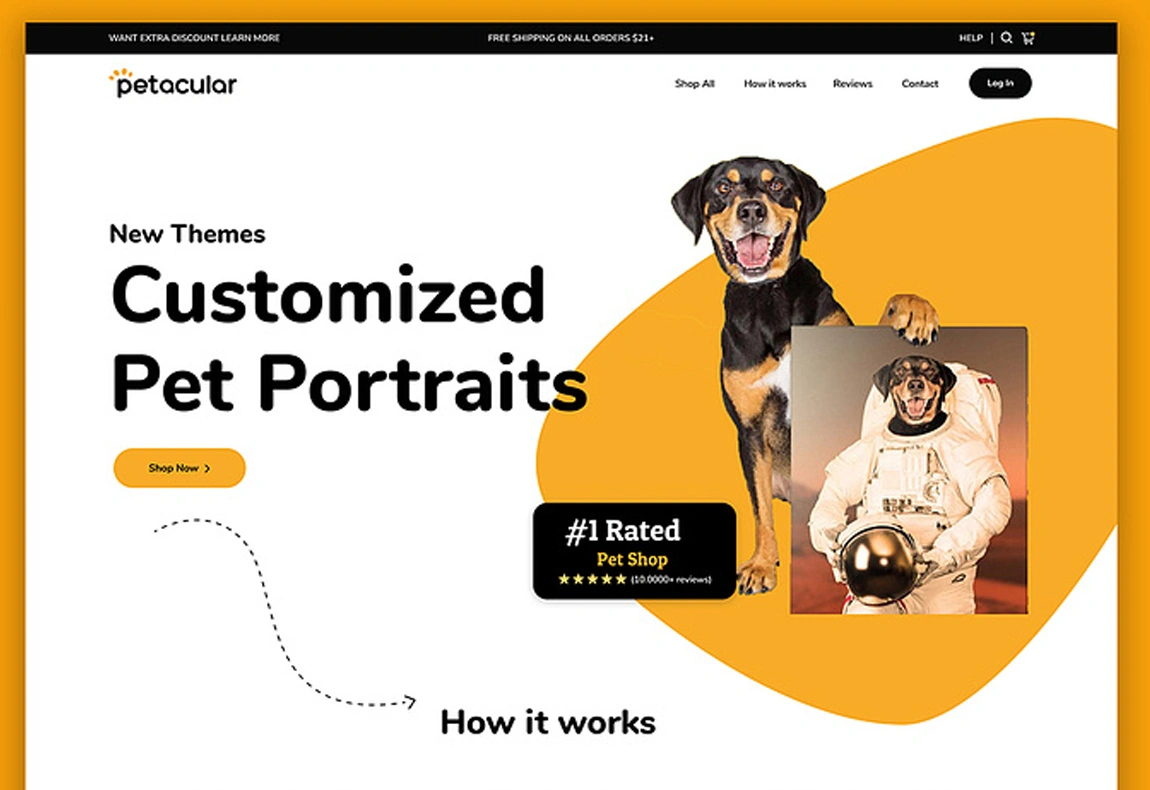 WANT EXTRA DISCOUNT LEARN MORE
FREE SHIPPING ON ALL ORDERS $21+
HELP |
petacular
Shop All
How it works
Reviews
Contact
Log In
New Themes
Customized
Pet Portraits
Shop Now >
#1 Rated
Pet Shop
★★★★★ (10.0000+ reviews)
How it works